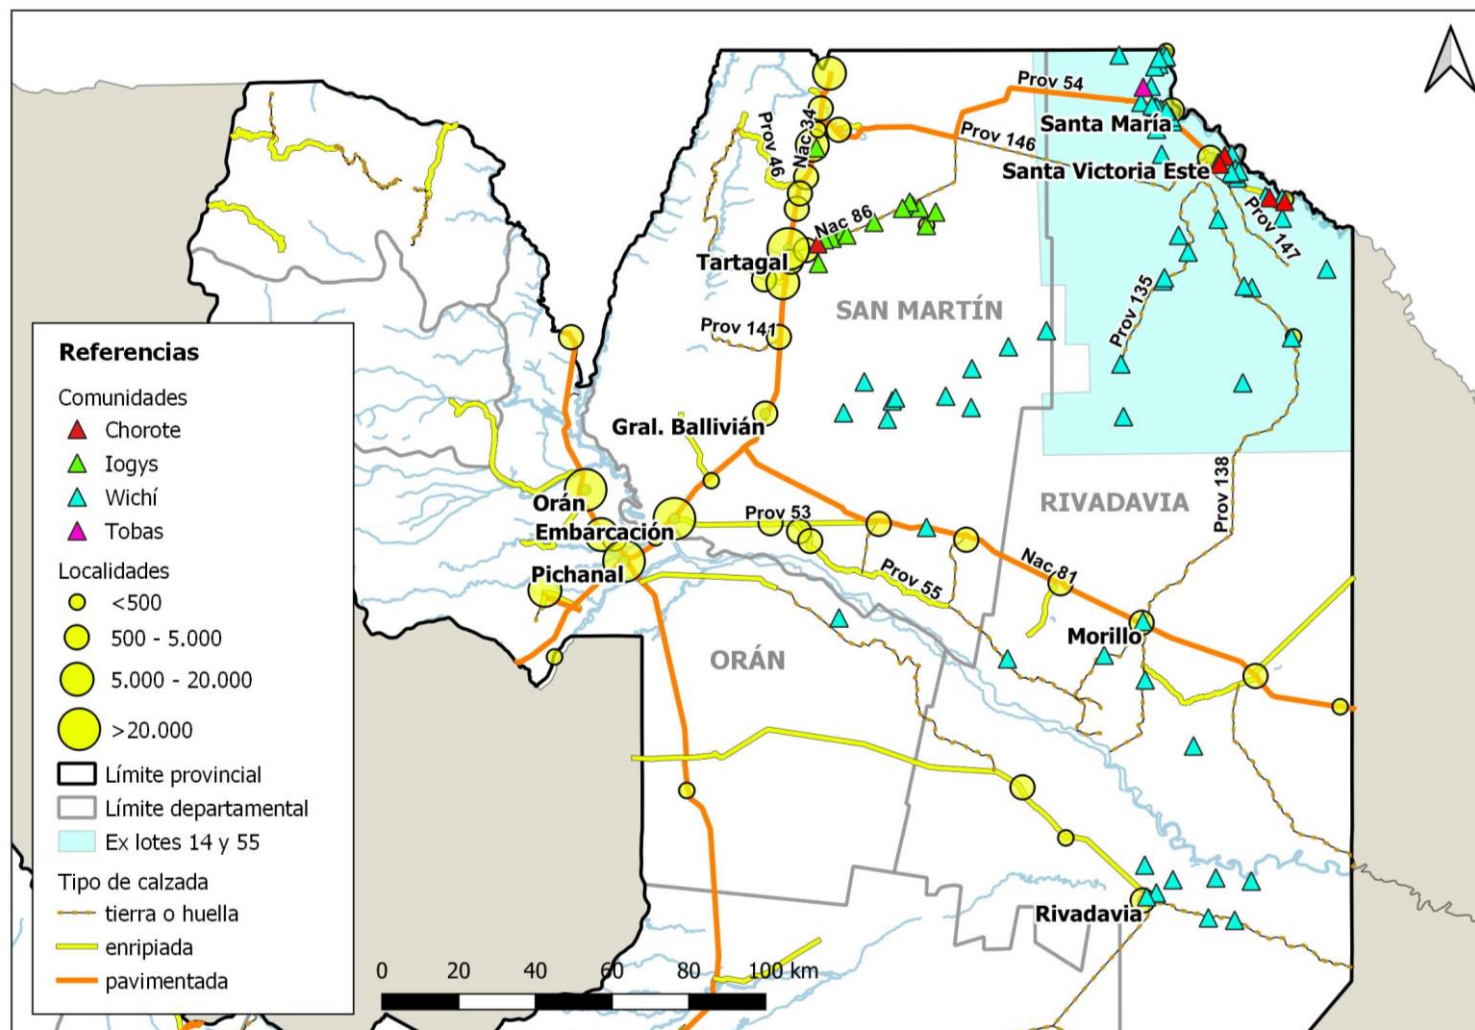 Prov 54
Prov 46
Nac 34
Santa María
Prov 146
Santa Victoria Este
Nac 86
Prov 147
Tartagal
SAN MARTÍN
Prov 135
Prov 141
Gral. Ballivián
Prov 138
RIVADAVIA
Orán
Prov 53
Embarcación
Pichanal
Prov 55
Nac 81
Morillo
ORÁN
Rivadavia
Referencias
Comunidades
Chorote
Iogys
Wichí
Tobas
Localidades
<500
500 - 5.000
5.000 - 20.000
>20.000
Límite provincial
Límite departamental
Ex lotes 14 y 55
Tipo de calzada
tierra o huella
enripiada
pavimentada
0 20 40 60 80 100 km